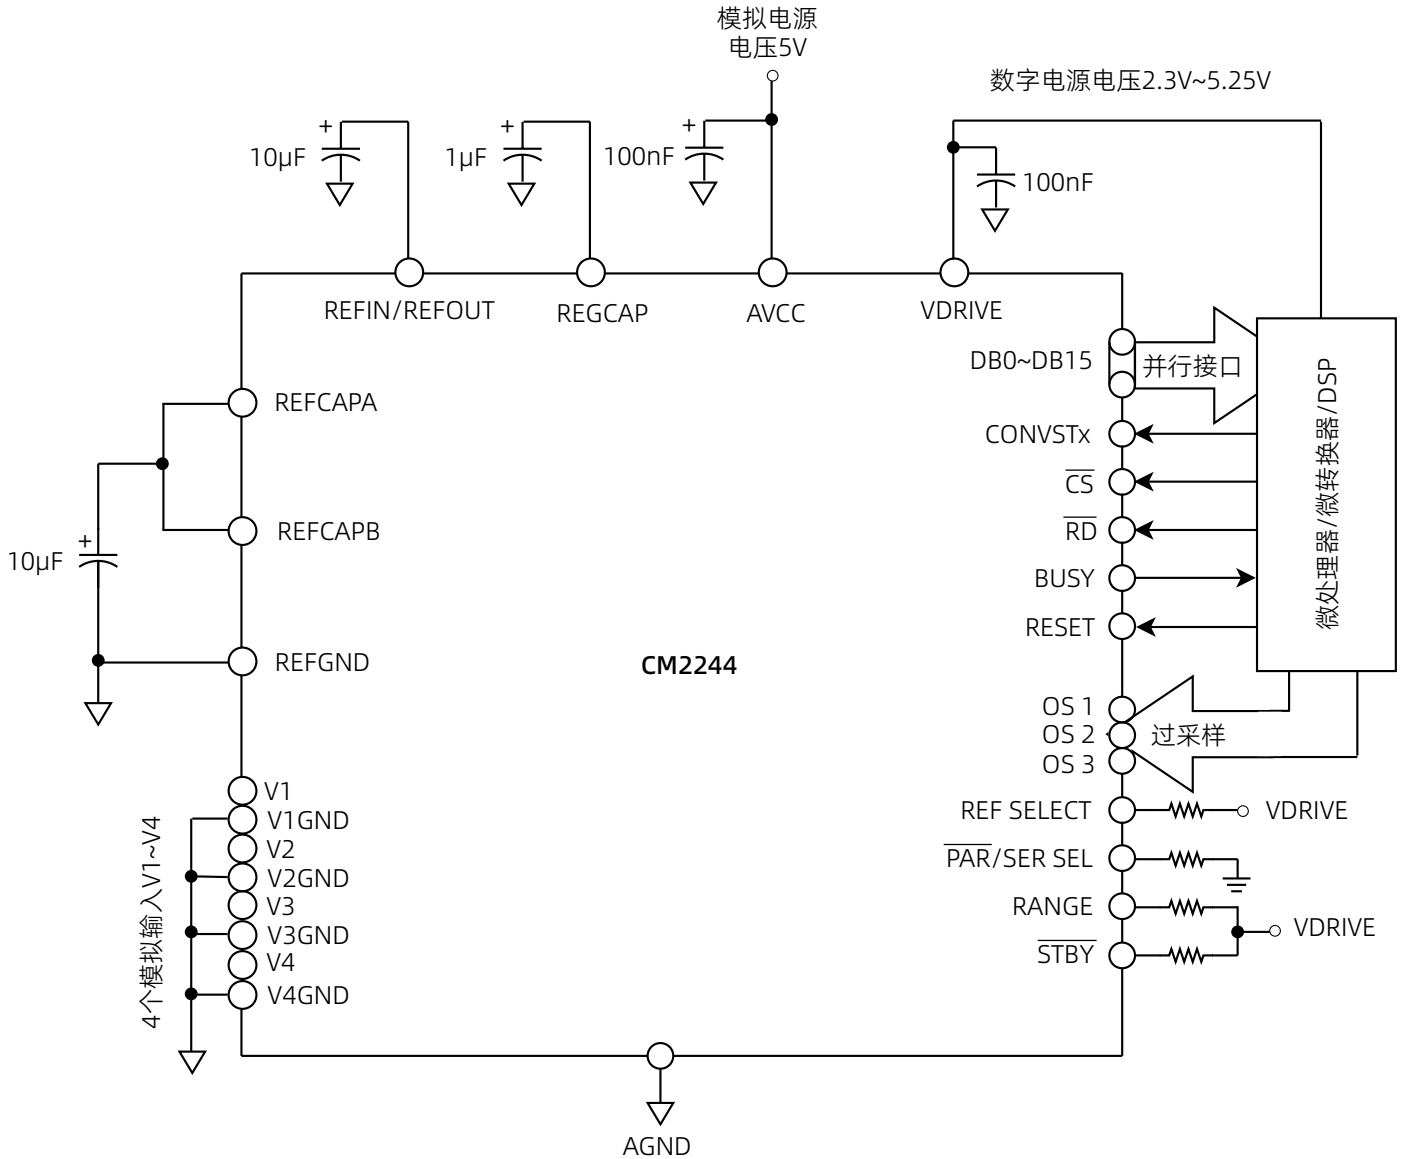 模拟电源
电压5V
数字电源电压2.3V~5.25V
+
10μF
+
1μF
+
100nF
100nF
REFIN/REFOUT
REGCAP
AVCC
VDRIVE
DB0~DB15
并行接口
REFCAPA
CONVSTx
CS
RD
REFCAPB
+
10μF
BUSY
RESET
REFGND
CM2244
微处理器/微转换器/DSP
OS 1
OS 2
OS 3
过采样
V1
V1GND
V2
V2GND
V3
V3GND
V4
V4GND
4个模拟输入V1~V4
REF SELECT
VDRIVE
PAR/SER SEL
RANGE
VDRIVE
STBY
AGND